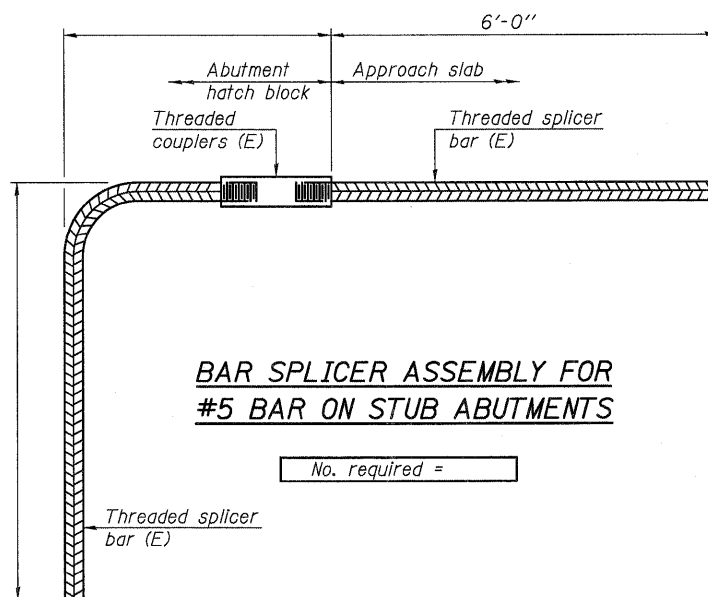 6'-0"
Abutment
hatch block
Approach slab
Threaded
couplers (E)
Threaded splicer
bar (E)
BAR SPLICER ASSEMBLY FOR
#5 BAR ON STUB ABUTMENTS
No. required =
Threaded splicer
bar (E)